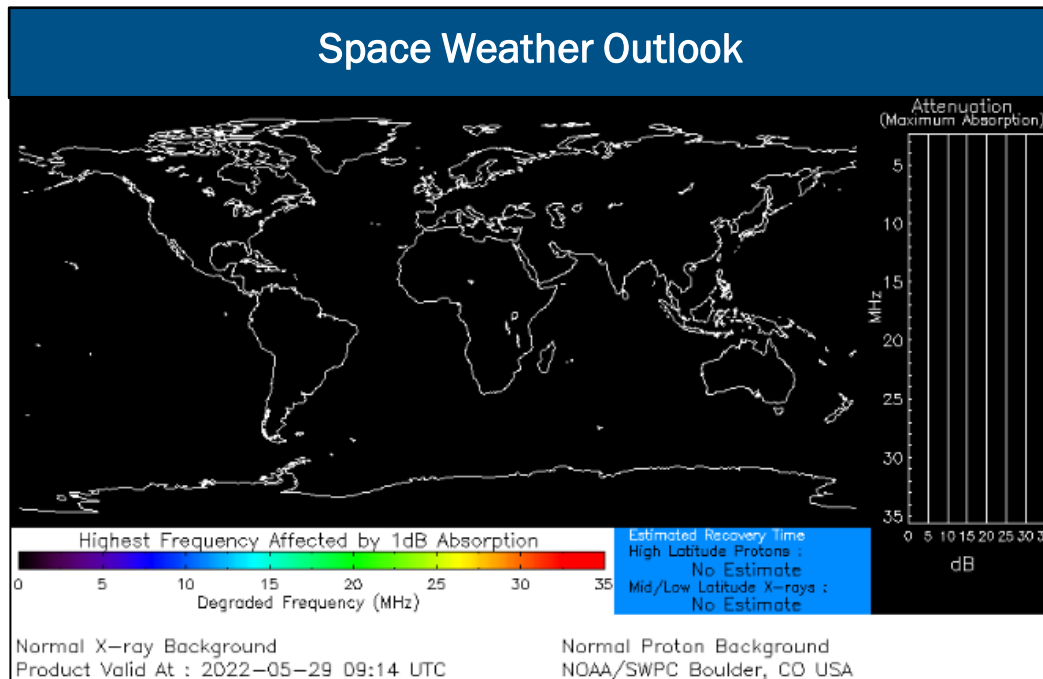 Space Weather Outlook
Attenuation
(Maximum Absorption)
5
10
15
20
25
30
35
MHz
0 5 10 15 20 25 30 3
dB
Highest Frequency Affected by 1dB Absorption
0 5 10 15 20 25 30 35
Degraded Frequency (MHz)
Estimated Recovery Time
High Latitude Protons :
No Estimate
Mid/Low Latitude X-rays :
No Estimate
Normal X-ray Background
Product Valid At : 2022-05-29 09:14 UTC
Normal Proton Background
NOAA/SWPC Boulder, CO USA